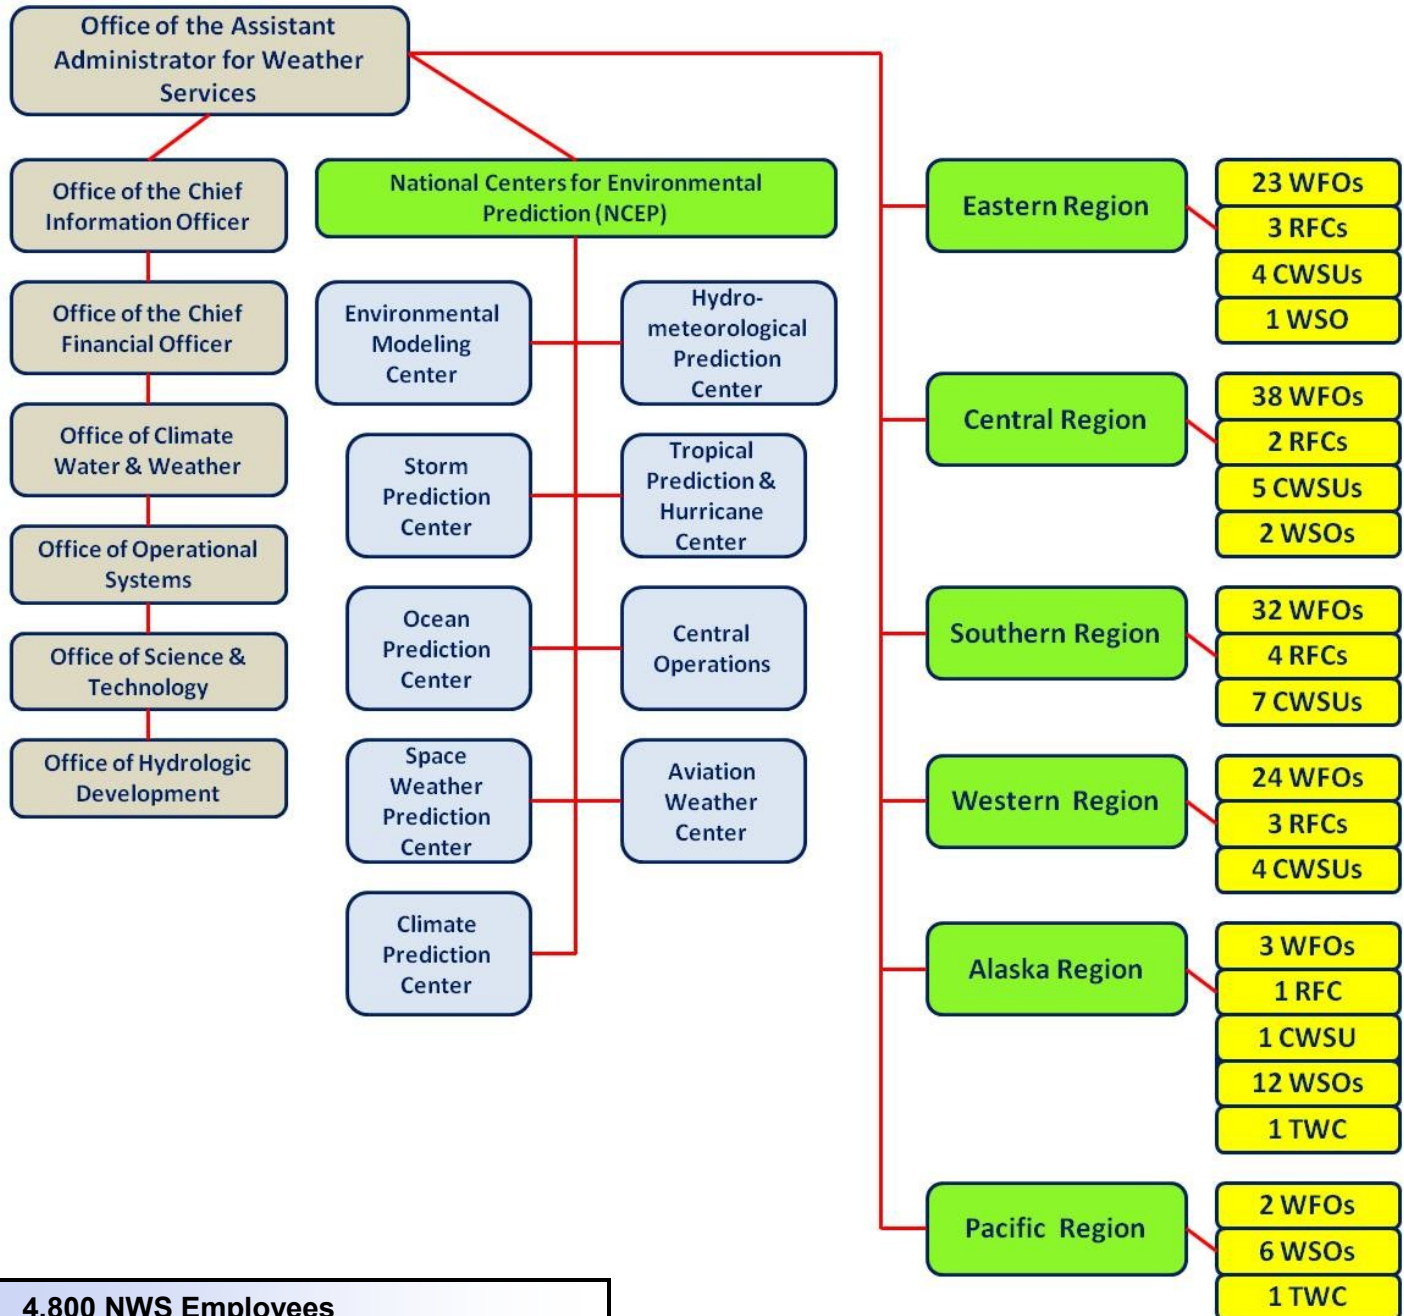 Office of the Assistant
Administrator for Weather
Services
Office of the Chief
Information Officer
Office of the Chief
Financial Officer
Office of Climate
Water & Weather
Office of Operational
Systems
Office of Science &
Technology
Office of Hydrologic
Development
National Centers for Environmental
Prediction (NCEP)
Environmental
Modeling
Center
Hydro-
meteorological
Prediction
Center
Storm
Prediction
Center
Tropical
Prediction &
Hurricane
Center
Ocean
Prediction
Center
Central
Operations
Space
Weather
Prediction
Center
Aviation
Weather
Center
Climate
Prediction
Center
Eastern Region
23 WFOs
3 RFCs
4 CWSUs
1 WSO
Central Region
38 WFOs
2 RFCs
5 CWSUs
2 WSOs
Southern Region
32 WFOs
4 RFCs
7 CWSUs
Western Region
24 WFOs
3 RFCs
4 CWSUs
Alaska Region
3 WFOs
1 RFC
1 CWSU
12 WSOs
1 TWC
Pacific Region
2 WFOs
6 WSOs
1 TWC
4,800 NWS Employees